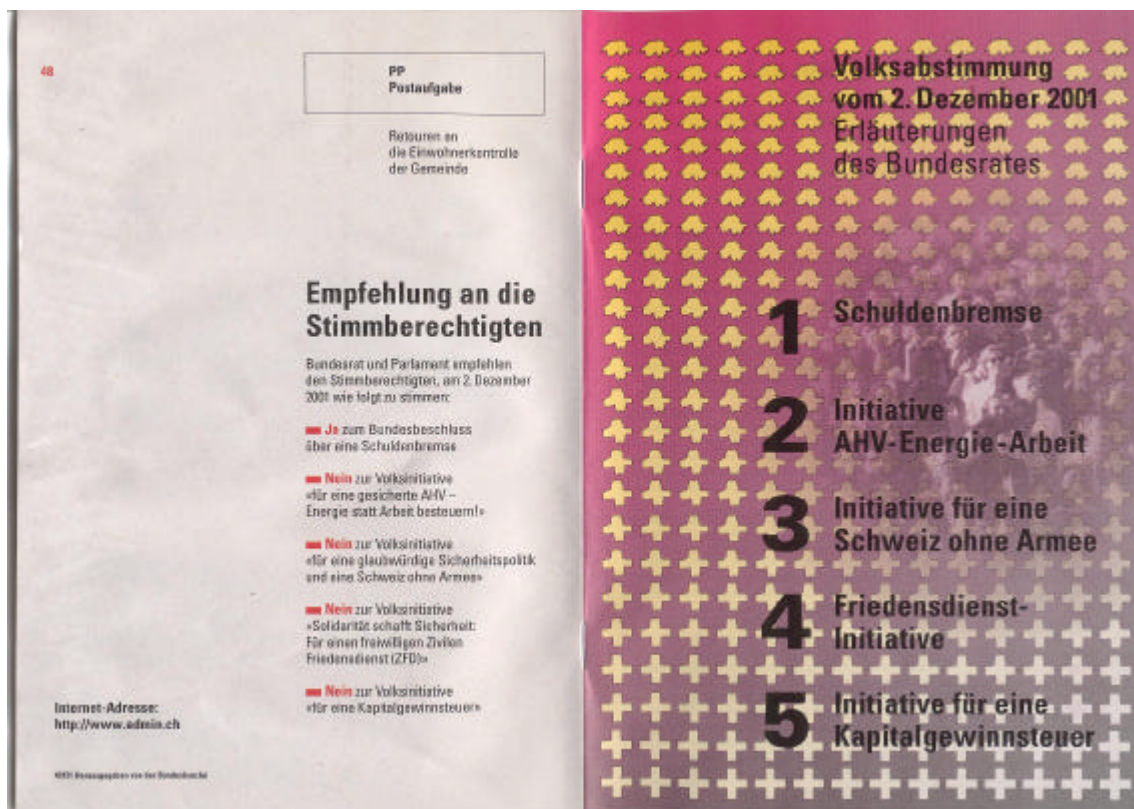 48
PP
Postaufgabe
Retouren an
die Einwohnerkontrolle
der Gemeinde
Empfehlung an die
Stimmberechtigten
Bundesrat und Parlament empfehlen
den Stimmberechtigten, am 2. Dezember
2001 wie folgt zu stimmen:
Ja zum Bundesbeschluss
über eine Schuldenbremse
Nein zur Volksinitiative
«für eine gesicherte AHV –
Energie statt Arbeit besteuern!»
Nein zur Volksinitiative
«für eine glaubwürdige Sicherheitspolitik
und eine Schweiz ohne Armee»
Nein zur Volksinitiative
«Solidarität schafft Sicherheit:
Für einen freiwilligen Zivilen
Friedensdienst (ZFD)»
Nein zur Volksinitiative
«für eine Kapitalgewinnsteuer»
Internet-Adresse:
http://www.admin.ch
Herausgegeben von der Bundeskanzlei
Volksabstimmung
vom 2. Dezember 2001
Erläuterungen
des Bundesrates
1 Schuldenbremse
2 Initiative
AHV-Energie-Arbeit
3 Initiative für eine
Schweiz ohne Armee
4 Friedensdienst-
Initiative
5 Initiative für eine
Kapitalgewinnsteuer